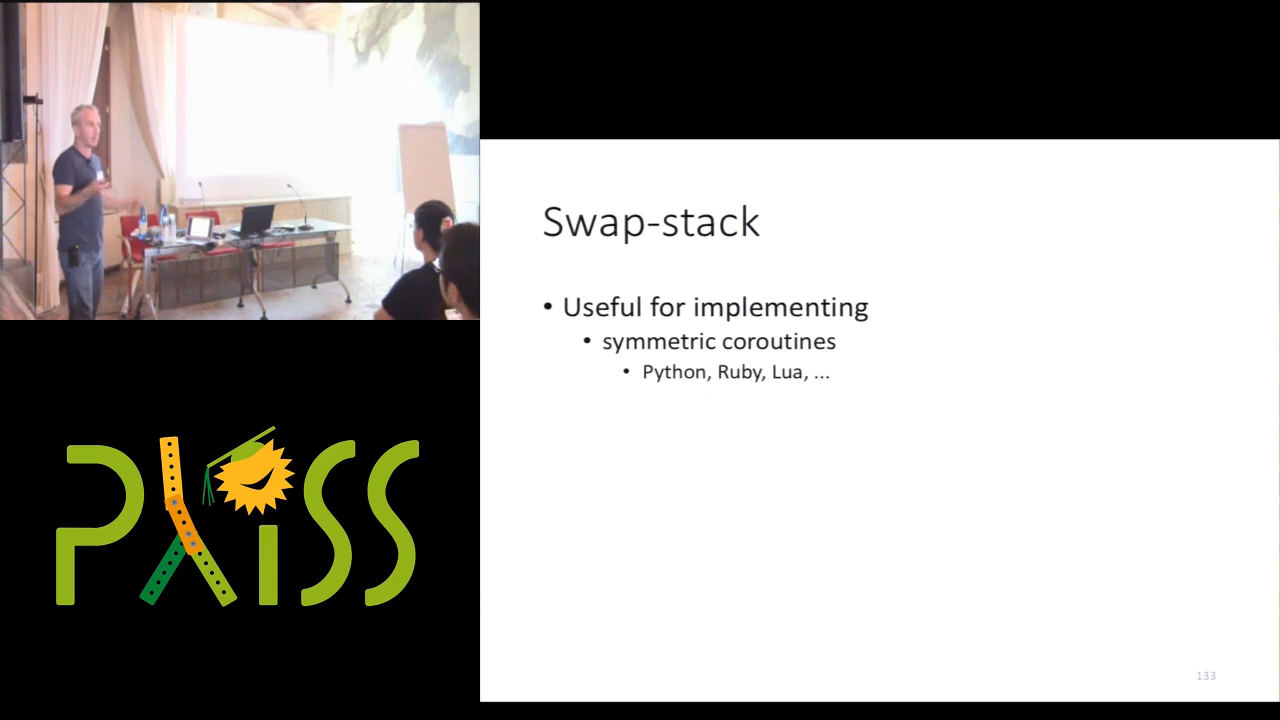 Swap-stack
• Useful for implementing
• symmetric coroutines
• Python, Ruby, Lua, ...
133
PLISS